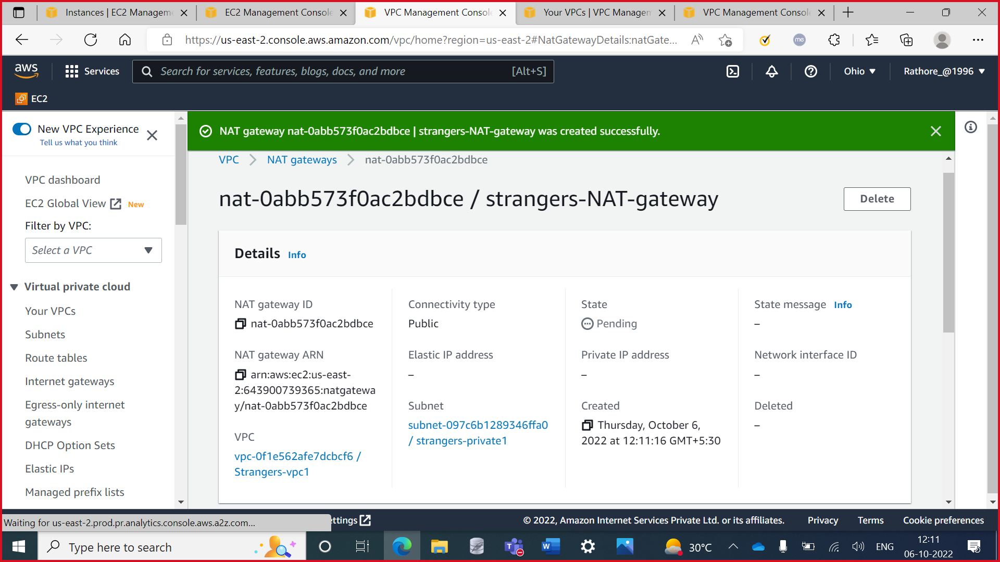 Instances | EC2 Manageme
EC2 Management Console
VPC Management Console
Your VPCs | VPC Managem
VPC Management Console
https://us-east-2.console.aws.amazon.com/vpc/home?region=us-east-2#NatGatewayDetails:natGate...
me
aws
Services
Search for services, features, blogs, docs, and more
[Alt+S]
Ohio
Rathore_@1996
EC2
New VPC Experience
Tell us what you think
VPC dashboard
EC2 Global View New
Filter by VPC:
Select a VPC
Virtual private cloud
Your VPCs
Subnets
Route tables
Internet gateways
Egress-only internet
gateways
DHCP Option Sets
Elastic IPs
Managed prefix lists
NAT gateway nat-0abb573f0ac2bdbce | strangers-NAT-gateway was created successfully.
VPC
NAT gateways
nat-0abb573f0ac2bdbce
nat-0abb573f0ac2bdbce / strangers-NAT-gateway
Delete
Details Info
NAT gateway ID
nat-0abb573f0ac2bdbce
Connectivity type
Public
State
Pending
State message Info
–
NAT gateway ARN
arn:aws:ec2:us-east-
2:643900739365:natgatewa
y/nat-0abb573f0ac2bdbce
Elastic IP address
–
Private IP address
–
Network interface ID
–
VPC
vpc-0f1e562afe7dcbcf6 /
Strangers-vpc1
Subnet
subnet-097c6b1289346ffa0
/ strangers-private1
Created
Thursday, October 6,
2022 at 12:11:16 GMT+5:30
Deleted
–
Waiting for us-east-2.prod.pr.analytics.console.aws.a2z.com...
ettings
© 2022, Amazon Internet Services Private Ltd. or its affiliates.
Privacy
Terms
Cookie preferences
Type here to search
30°C
ENG
12:11
06-10-2022